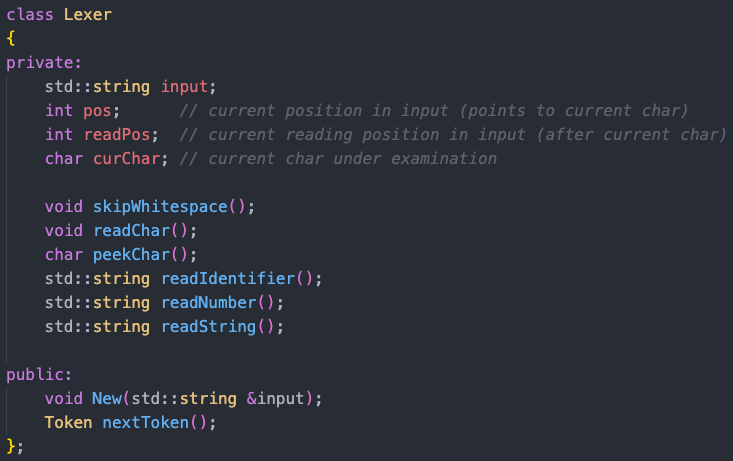 class Lexer
{
private:
    std::string input;
    int pos;      // current position in input (points to current char)
    int readPos;  // current reading position in input (after current char)
    char curChar; // current char under examination

    void skipWhitespace();
    void readChar();
    char peekChar();
    std::string readIdentifier();
    std::string readNumber();
    std::string readString();

public:
    void New(std::string &input);
    Token nextToken();
};